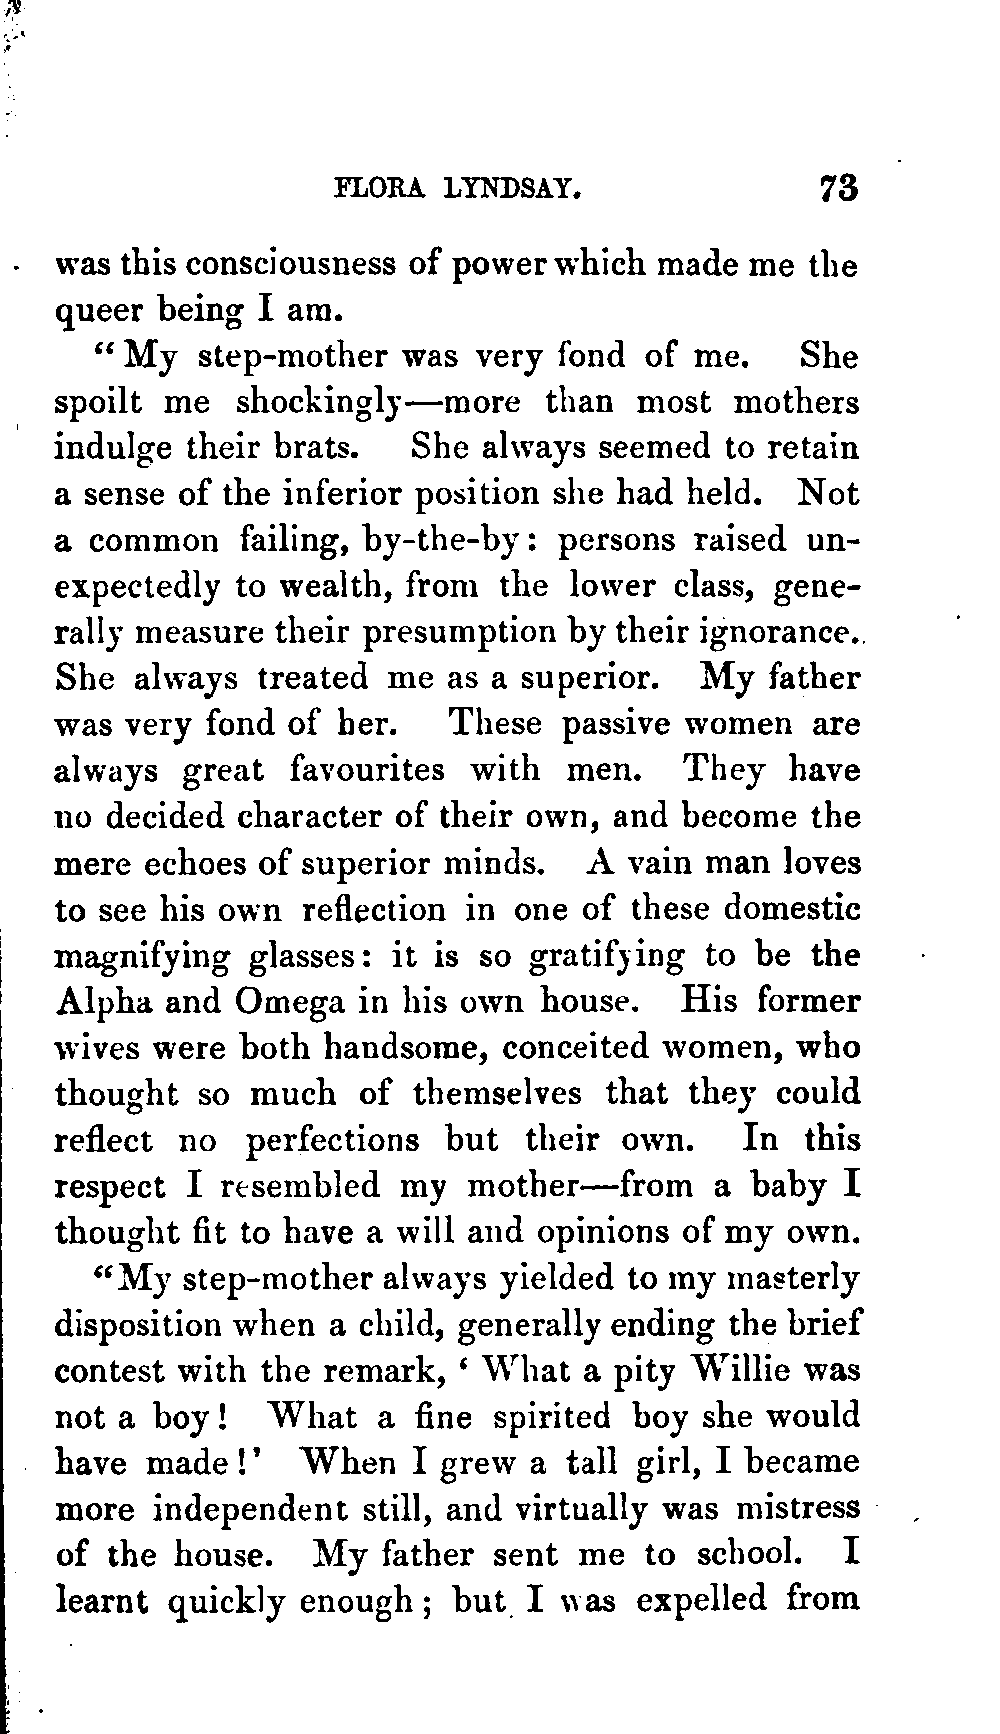 FLORA LYNDSAY. 73
was this consciousness of power which made me the
queer being I am.
“My step-mother was very fond of me. She
spoilt me shockingly—more than most mothers
indulge their brats. She always seemed to retain
a sense of the inferior position she had held. Not
a common failing, by-the-by: persons raised un-
expectedly to wealth, from the lower class, gene-
rally measure their presumption by their ignorance.
She always treated me as a superior. My father
was very fond of her. These passive women are
always great favourites with men. They have
no decided character of their own, and become the
mere echoes of superior minds. A vain man loves
to see his own reflection in one of these domestic
magnifying glasses: it is so gratifying to be the
Alpha and Omega in his own house. His former
wives were both handsome, conceited women, who
thought so much of themselves that they could
reflect no perfections but their own. In this
respect I resembled my mother—from a baby I
thought fit to have a will and opinions of my own.
“My step-mother always yielded to my masterly
disposition when a child, generally ending the brief
contest with the remark, ‘What a pity Willie was
not a boy! What a fine spirited boy she would
have made!’ When I grew a tall girl, I became
more independent still, and virtually was mistress
of the house. My father sent me to school. I
learnt quickly enough; but I was expelled from